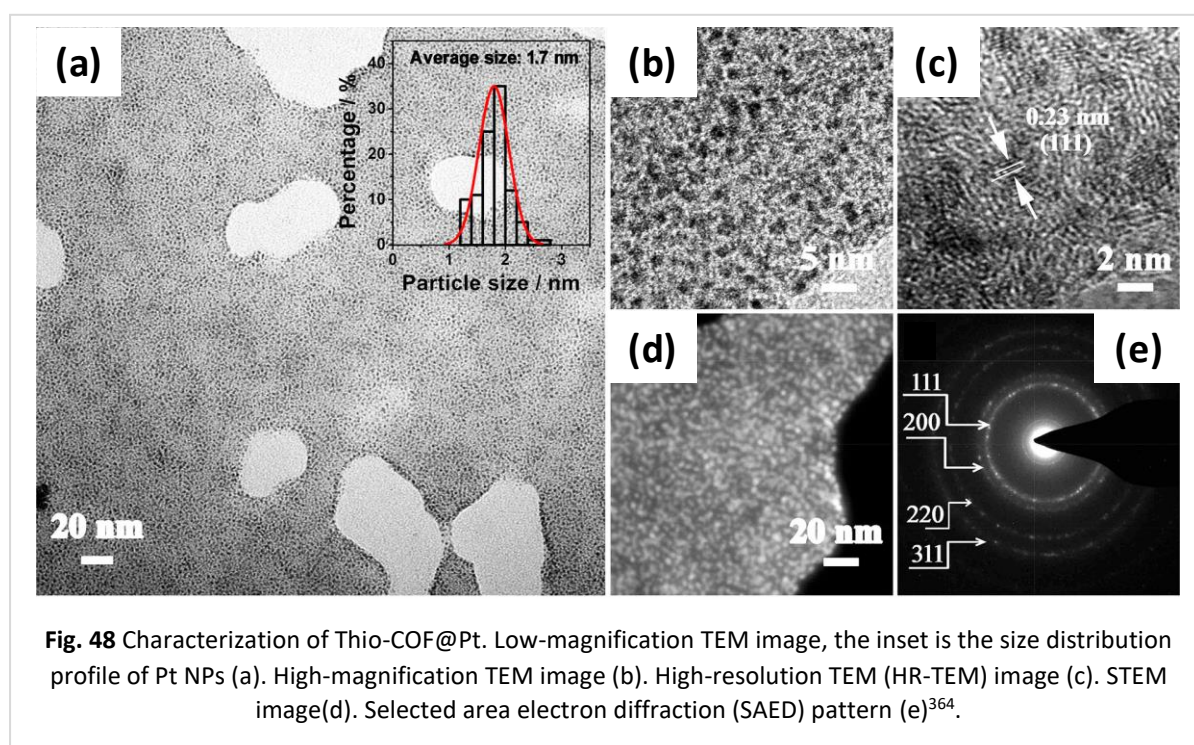 (a)
Average size: 1.7 nm
40
30
20
10
0
Percentage / %
1 2 3
Particle size / nm
20 nm
(b)
5 nm
(c)
0.23 nm
(111)
2 nm
(d)
20 nm
(e)
111
200
220
311
Fig. 48 Characterization of Thio-COF@Pt. Low-magnification TEM image, the inset is the size distribution
profile of Pt NPs (a). High-magnification TEM image (b). High-resolution TEM (HR-TEM) image (c). STEM
image(d). Selected area electron diffraction (SAED) pattern (e)364.